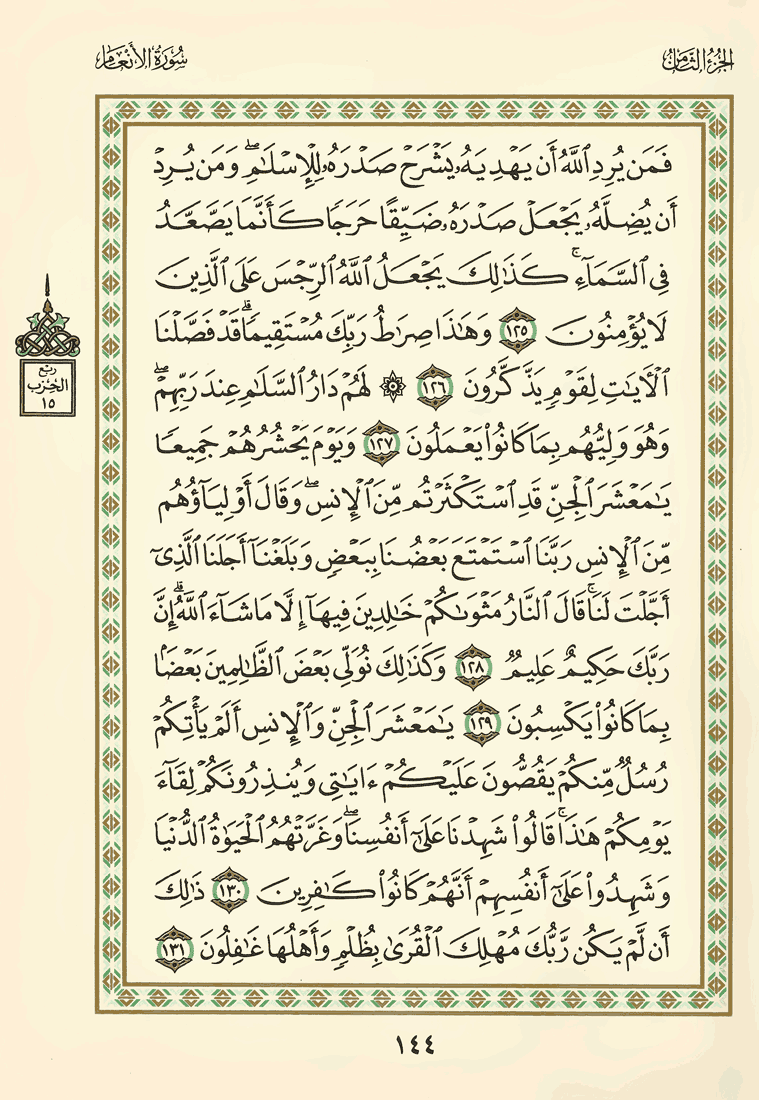 الجزء الثامن
سورة الأنعام
فَمَن يُرِدِ ٱللَّهُ أَن يَهْدِيَهُۥ يَشْرَحْ صَدْرَهُۥ لِلْإِسْلَـٰمِ ۖ وَمَن يُرِدْ
أَن يُضِلَّهُۥ يَجْعَلْ صَدْرَهُۥ ضَيِّقًا حَرَجًا كَأَنَّمَا يَصَّعَّدُ
فِى ٱلسَّمَآءِ ۚ كَذَٰلِكَ يَجْعَلُ ٱللَّهُ ٱلرِّجْسَ عَلَى ٱلَّذِينَ
لَا يُؤْمِنُونَ ١٢٥ وَهَـٰذَا صِرَٰطُ رَبِّكَ مُسْتَقِيمًا ۗ قَدْ فَصَّلْنَا
ٱلْـَٔايَـٰتِ لِقَوْمٍ يَذَّكَّرُونَ ١٢٦ ۞ لَهُمْ دَارُ ٱلسَّلَـٰمِ عِندَ رَبِّهِمْ ۖ
وَهُوَ وَلِيُّهُم بِمَا كَانُوا۟ يَعْمَلُونَ ١٢٧ وَيَوْمَ يَحْشُرُهُمْ جَمِيعًا
يَـٰمَعْشَرَ ٱلْجِنِّ قَدِ ٱسْتَكْثَرْتُم مِّنَ ٱلْإِنسِ ۖ وَقَالَ أَوْلِيَآؤُهُم
مِّنَ ٱلْإِنسِ رَبَّنَا ٱسْتَمْتَعَ بَعْضُنَا بِبَعْضٍ وَبَلَغْنَآ أَجَلَنَا ٱلَّذِىٓ
أَجَّلْتَ لَنَا ۚ قَالَ ٱلنَّارُ مَثْوَىٰكُمْ خَـٰلِدِينَ فِيهَآ إِلَّا مَا شَآءَ ٱللَّهُ ۗ إِنَّ
رَبَّكَ حَكِيمٌ عَلِيمٌ ١٢٨ وَكَذَٰلِكَ نُوَلِّى بَعْضَ ٱلظَّـٰلِمِينَ بَعْضًۢا
بِمَا كَانُوا۟ يَكْسِبُونَ ١٢٩ يَـٰمَعْشَرَ ٱلْجِنِّ وَٱلْإِنسِ أَلَمْ يَأْتِكُمْ
رُسُلٌ مِّنكُمْ يَقُصُّونَ عَلَيْكُمْ ءَايَـٰتِى وَيُنذِرُونَكُمْ لِقَآءَ
يَوْمِكُمْ هَـٰذَا ۚ قَالُوا۟ شَهِدْنَا عَلَىٰٓ أَنفُسِنَا ۖ وَغَرَّتْهُمُ ٱلْحَيَوٰةُ ٱلدُّنْيَا
وَشَهِدُوا۟ عَلَىٰٓ أَنفُسِهِمْ أَنَّهُمْ كَانُوا۟ كَـٰفِرِينَ ١٣٠ ذَٰلِكَ
أَن لَّمْ يَكُن رَّبُّكَ مُهْلِكَ ٱلْقُرَىٰ بِظُلْمٍ وَأَهْلُهَا غَـٰفِلُونَ ١٣١
ربع
الحزب
١٥
١٤٤